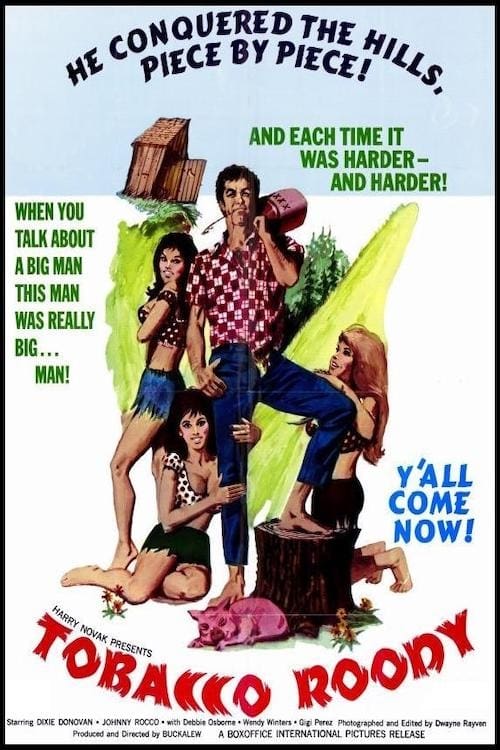 HE CONQUERED THE HILLS,
PIECE BY PIECE!
AND EACH TIME IT
WAS HARDER –
AND HARDER!
WHEN YOU
TALK ABOUT
A BIG MAN
THIS MAN
WAS REALLY
BIG...
MAN!
XXX
Y'ALL
COME
NOW!
HARRY NOVAK PRESENTS
TOBACCO ROODY
Starring DIXIE DONOVAN • JOHNNY ROCCO • with Debbie Osborne • Wendy Winters • Gigi Perez Photographed and Edited by Dwayne Rayven
Produced and Directed by BUCKALEW A BOXOFFICE INTERNATIONAL PICTURES RELEASE